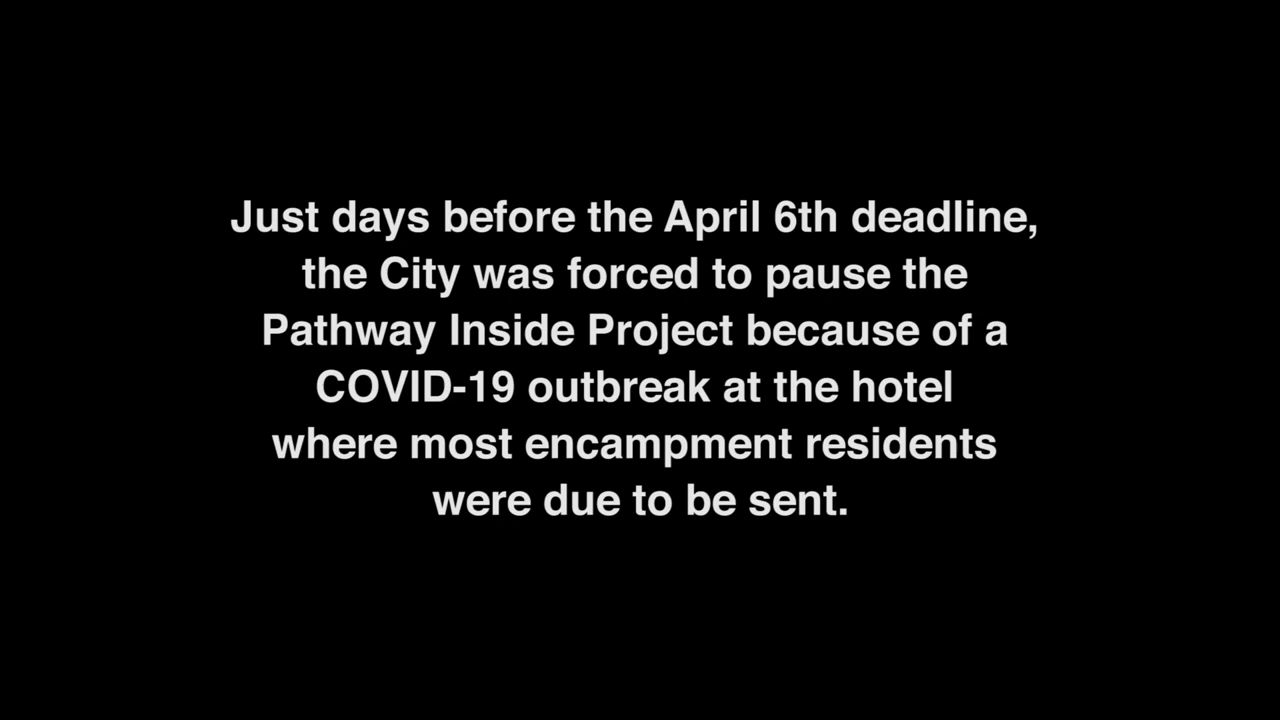 Just days before the April 6th deadline,
the City was forced to pause the
Pathway Inside Project because of a
COVID-19 outbreak at the hotel
where most encampment residents
were due to be sent.